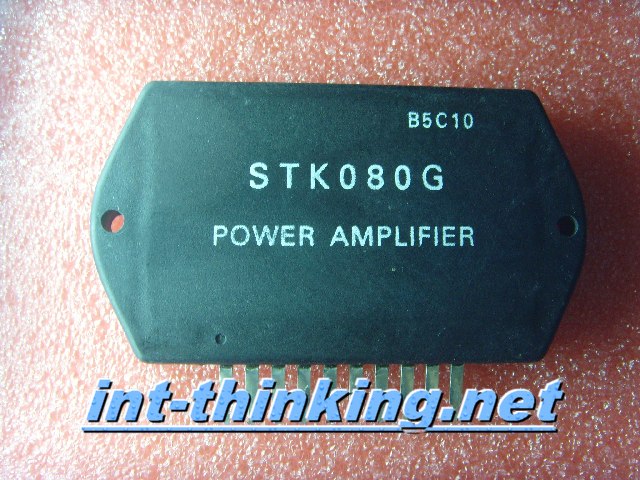 B5C10
STK080G
POWER AMPLIFIER
int-thinking.net